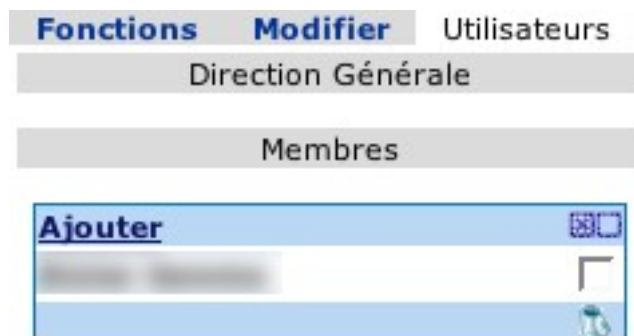 Fonctions Modifier Utilisateurs
Direction Générale
Membres
Ajouter